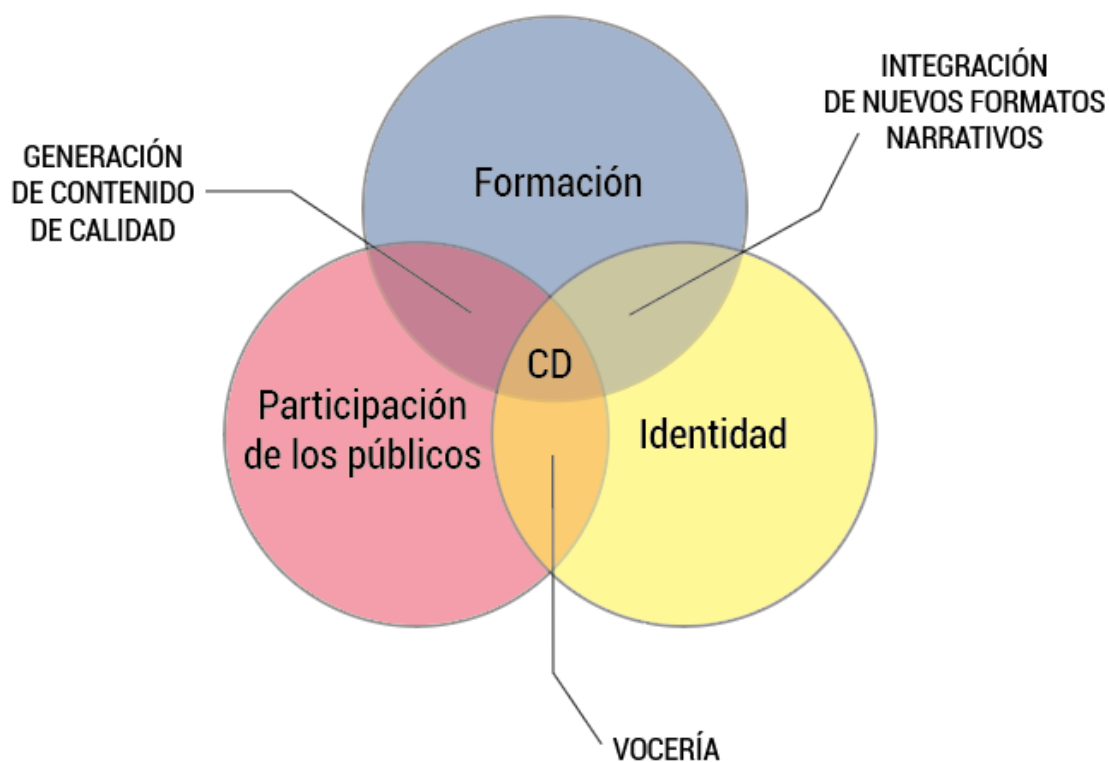 INTEGRACIÓN
DE NUEVOS FORMATOS
NARRATIVOS
GENERACIÓN
DE CONTENIDO
DE CALIDAD
Formación
CD
Participación
de los públicos
Identidad
VOCERÍA